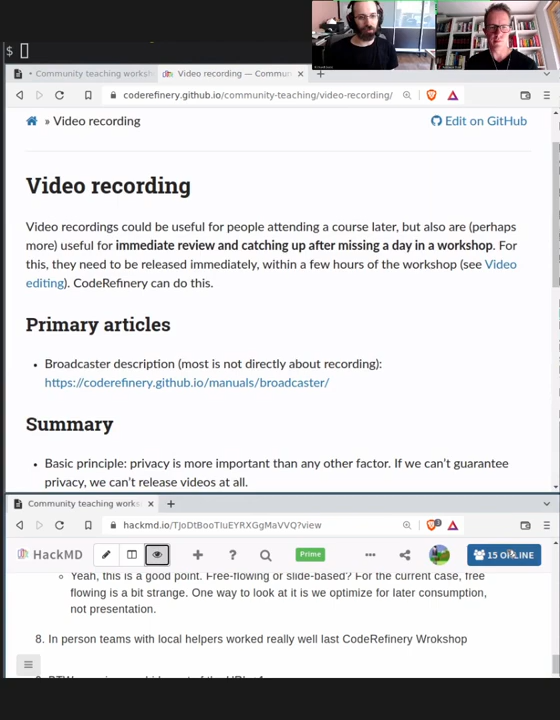 $
Community teaching worksh
Video recording — Commun
coderefinery.github.io/community-teaching/video-recording/
» Video recording
Edit on GitHub
Video recording
Video recordings could be useful for people attending a course later, but also are (perhaps
more) useful for immediate review and catching up after missing a day in a workshop. For
this, they need to be released immediately, within a few hours of the workshop (see Video
editing). CodeRefinery can do this.
Primary articles
• Broadcaster description (most is not directly about recording):
https://coderefinery.github.io/manuals/broadcaster/
Summary
• Basic principle: privacy is more important than any other factor. If we can't guarantee
privacy, we can't release videos at all.
Community teaching works
hackmd.io/TJoDtBooTIuEYRXGgMaVVQ?view
3
HackMD
Prime
15 ONLINE
Yeah, this is a good point. Free-flowing or slide-based? For the current case, free
flowing is a bit strange. One way to look at it is we optimize for later consumption,
not presentation.
8. In person teams with local helpers worked really well last CodeRefinery Wrokshop